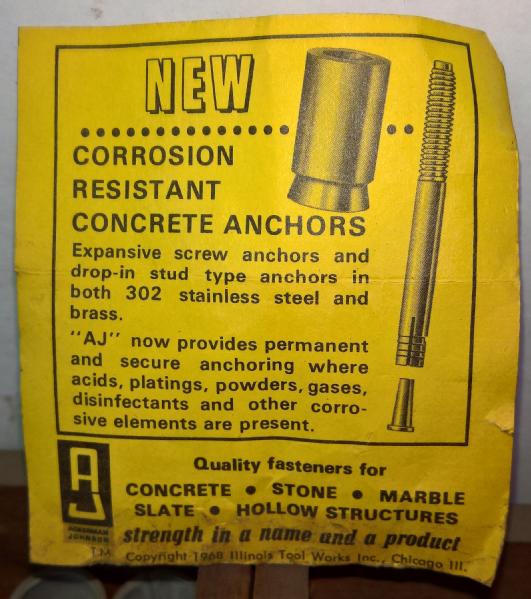 NEW
CORROSION
RESISTANT
CONCRETE ANCHORS
Expansive screw anchors and
drop-in stud type anchors in
both 302 stainless steel and
brass.
"AJ" now provides permanent
and secure anchoring where
acids, platings, powders, gases,
disinfectants and other corro-
sive elements are present.
AJ
ACKERMAN
JOHNSON
Quality fasteners for
CONCRETE • STONE • MARBLE
SLATE • HOLLOW STRUCTURES
strength in a name and a product
T.M. Copyright 1968 Illinois Tool Works Inc., Chicago Ill.